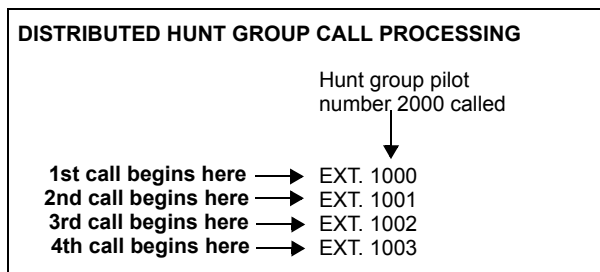 DISTRIBUTED HUNT GROUP CALL PROCESSING
Hunt group pilot
number 2000 called
1st call begins here EXT. 1000
2nd call begins here EXT. 1001
3rd call begins here EXT. 1002
4th call begins here EXT. 1003